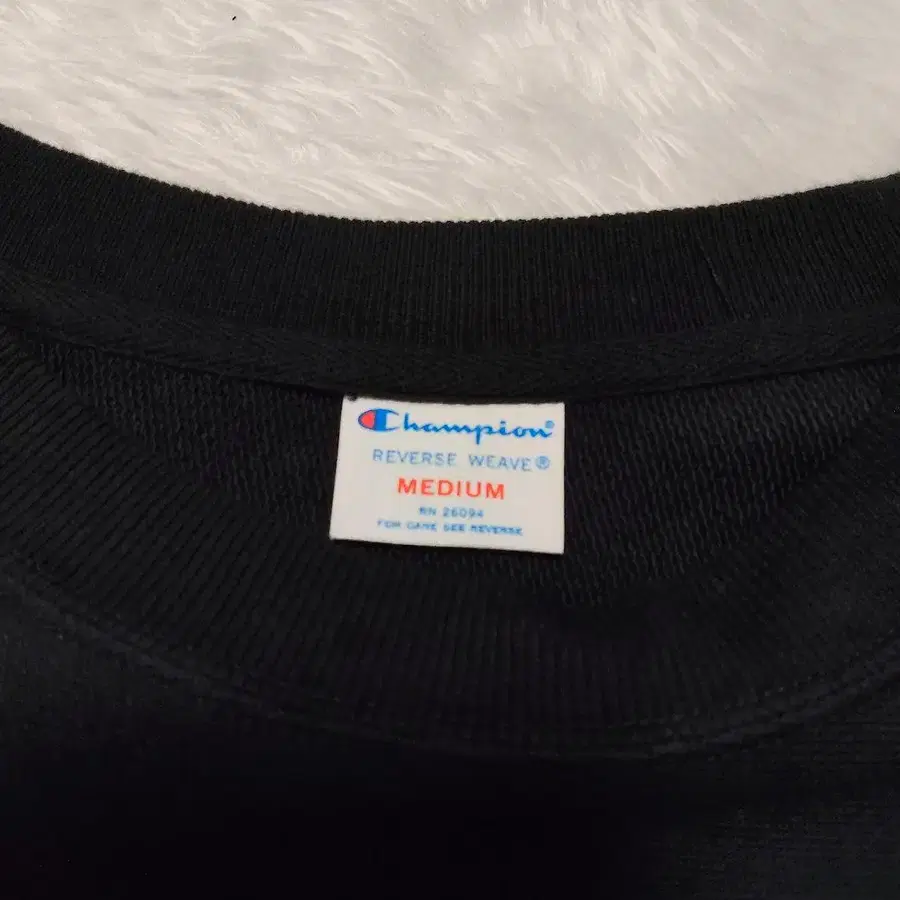 Champion®
REVERSE WEAVE®
MEDIUM
RN 26094
FOR CARE SEE REVERSE